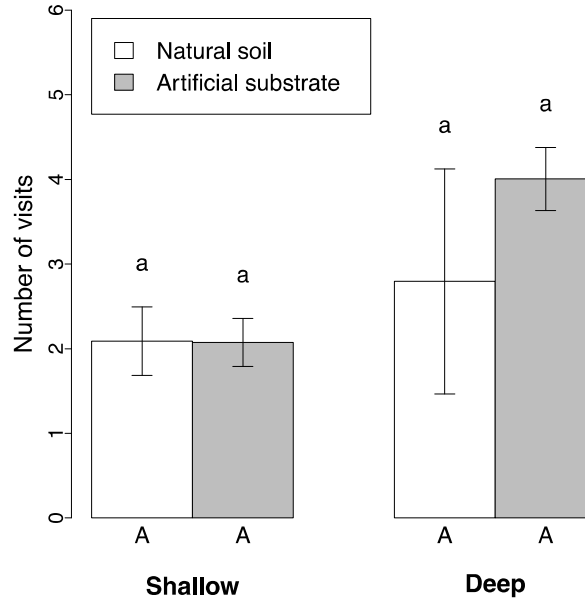 Natural soil
Artificial substrate
Number of visits
6
5
4
3
2
1
0
a a a a
A A A A
Shallow Deep